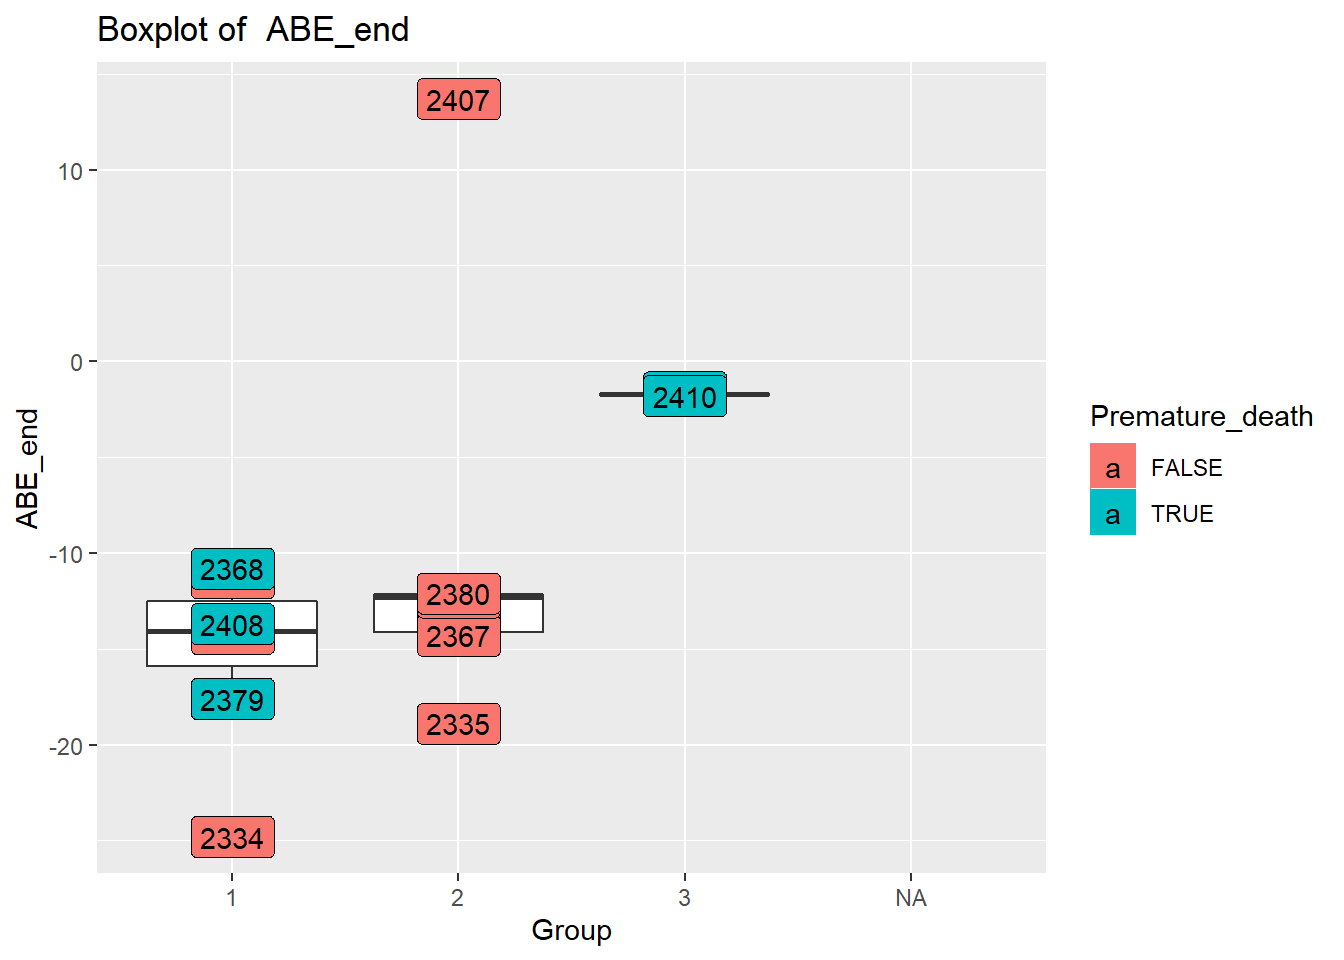 Boxplot of  ABE_end
ABE_end
10
0
-10
-20
2407
2410
2368
2408
2379
2334
2380
2367
2335
1
2
3
NA
Group
Premature_death
a FALSE
a TRUE